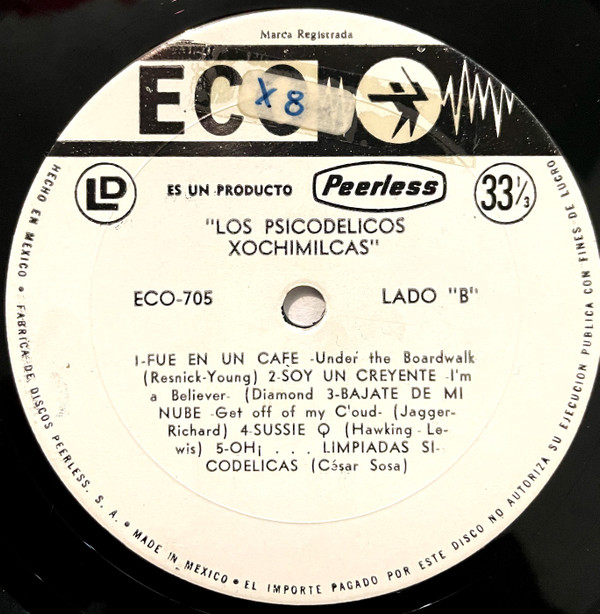 Marca Registrada
ECO
X 8
LD
ES UN PRODUCTO
Peerless
33 1/3
"LOS PSICODELICOS
XOCHIMILCAS"
ECO-705
LADO "B"
1-FUE EN UN CAFE -Under the Boardwalk
(Resnick-Young) 2-SOY UN CREYENTE -I'm
a Believer- (Diamond 3-BAJATE DE MI
NUBE -Get off of my C'oud- (Jagger-
Richard) 4-SUSSIE Q (Hawking - Le-
wis) 5-OH¡ . . . LIMPIADAS SI-
CODELICAS (César Sosa)
HECHO EN MEXICO • FABRICA DE DISCOS PEERLESS, S. A. • MADE IN MEXICO • EL IMPORTE PAGADO POR ESTE DISCO NO AUTORIZA SU EJECUCION PUBLICA CON FINES DE LUCRO